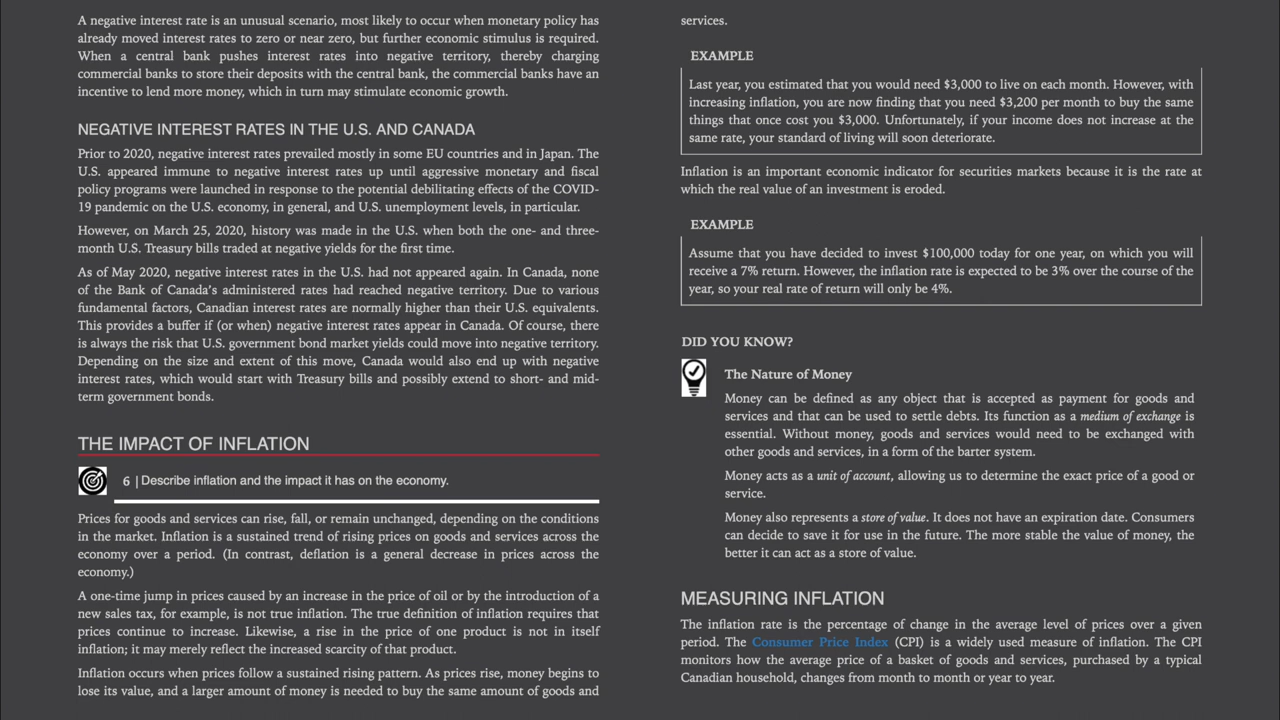 A negative interest rate is an unusual scenario, most likely to occur when monetary policy has
already moved interest rates to zero or near zero, but further economic stimulus is required.
When a central bank pushes interest rates into negative territory, thereby charging
commercial banks to store their deposits with the central bank, the commercial banks have an
incentive to lend more money, which in turn may stimulate economic growth.
NEGATIVE INTEREST RATES IN THE U.S. AND CANADA
Prior to 2020, negative interest rates prevailed mostly in some EU countries and in Japan. The
U.S. appeared immune to negative interest rates up until aggressive monetary and fiscal
policy programs were launched in response to the potential debilitating effects of the COVID-
19 pandemic on the U.S. economy, in general, and U.S. unemployment levels, in particular.
However, on March 25, 2020, history was made in the U.S. when both the one- and three-
month U.S. Treasury bills traded at negative yields for the first time.
As of May 2020, negative interest rates in the U.S. had not appeared again. In Canada, none
of the Bank of Canada's administered rates had reached negative territory. Due to various
fundamental factors, Canadian interest rates are normally higher than their U.S. equivalents.
This provides a buffer if (or when) negative interest rates appear in Canada. Of course, there
is always the risk that U.S. government bond market yields could move into negative territory.
Depending on the size and extent of this move, Canada would also end up with negative
interest rates, which would start with Treasury bills and possibly extend to short- and mid-
term government bonds.
THE IMPACT OF INFLATION
6 | Describe inflation and the impact it has on the economy.
Prices for goods and services can rise, fall, or remain unchanged, depending on the conditions
in the market. Inflation is a sustained trend of rising prices on goods and services across the
economy over a period. (In contrast, deflation is a general decrease in prices across the
economy.)
A one-time jump in prices caused by an increase in the price of oil or by the introduction of a
new sales tax, for example, is not true inflation. The true definition of inflation requires that
prices continue to increase. Likewise, a rise in the price of one product is not in itself
inflation; it may merely reflect the increased scarcity of that product.
Inflation occurs when prices follow a sustained rising pattern. As prices rise, money begins to
lose its value, and a larger amount of money is needed to buy the same amount of goods and
services.
EXAMPLE
Last year, you estimated that you would need $3,000 to live on each month. However, with
increasing inflation, you are now finding that you need $3,200 per month to buy the same
things that once cost you $3,000. Unfortunately, if your income does not increase at the
same rate, your standard of living will soon deteriorate.
Inflation is an important economic indicator for securities markets because it is the rate at
which the real value of an investment is eroded.
EXAMPLE
Assume that you have decided to invest $100,000 today for one year, on which you will
receive a 7% return. However, the inflation rate is expected to be 3% over the course of the
year, so your real rate of return will only be 4%.
DID YOU KNOW?
The Nature of Money
Money can be defined as any object that is accepted as payment for goods and
services and that can be used to settle debts. Its function as a medium of exchange is
essential. Without money, goods and services would need to be exchanged with
other goods and services, in a form of the barter system.
Money acts as a unit of account, allowing us to determine the exact price of a good or
service.
Money also represents a store of value. It does not have an expiration date. Consumers
can decide to save it for use in the future. The more stable the value of money, the
better it can act as a store of value.
MEASURING INFLATION
The inflation rate is the percentage of change in the average level of prices over a given
period. The Consumer Price Index (CPI) is a widely used measure of inflation. The CPI
monitors how the average price of a basket of goods and services, purchased by a typical
Canadian household, changes from month to month or year to year.